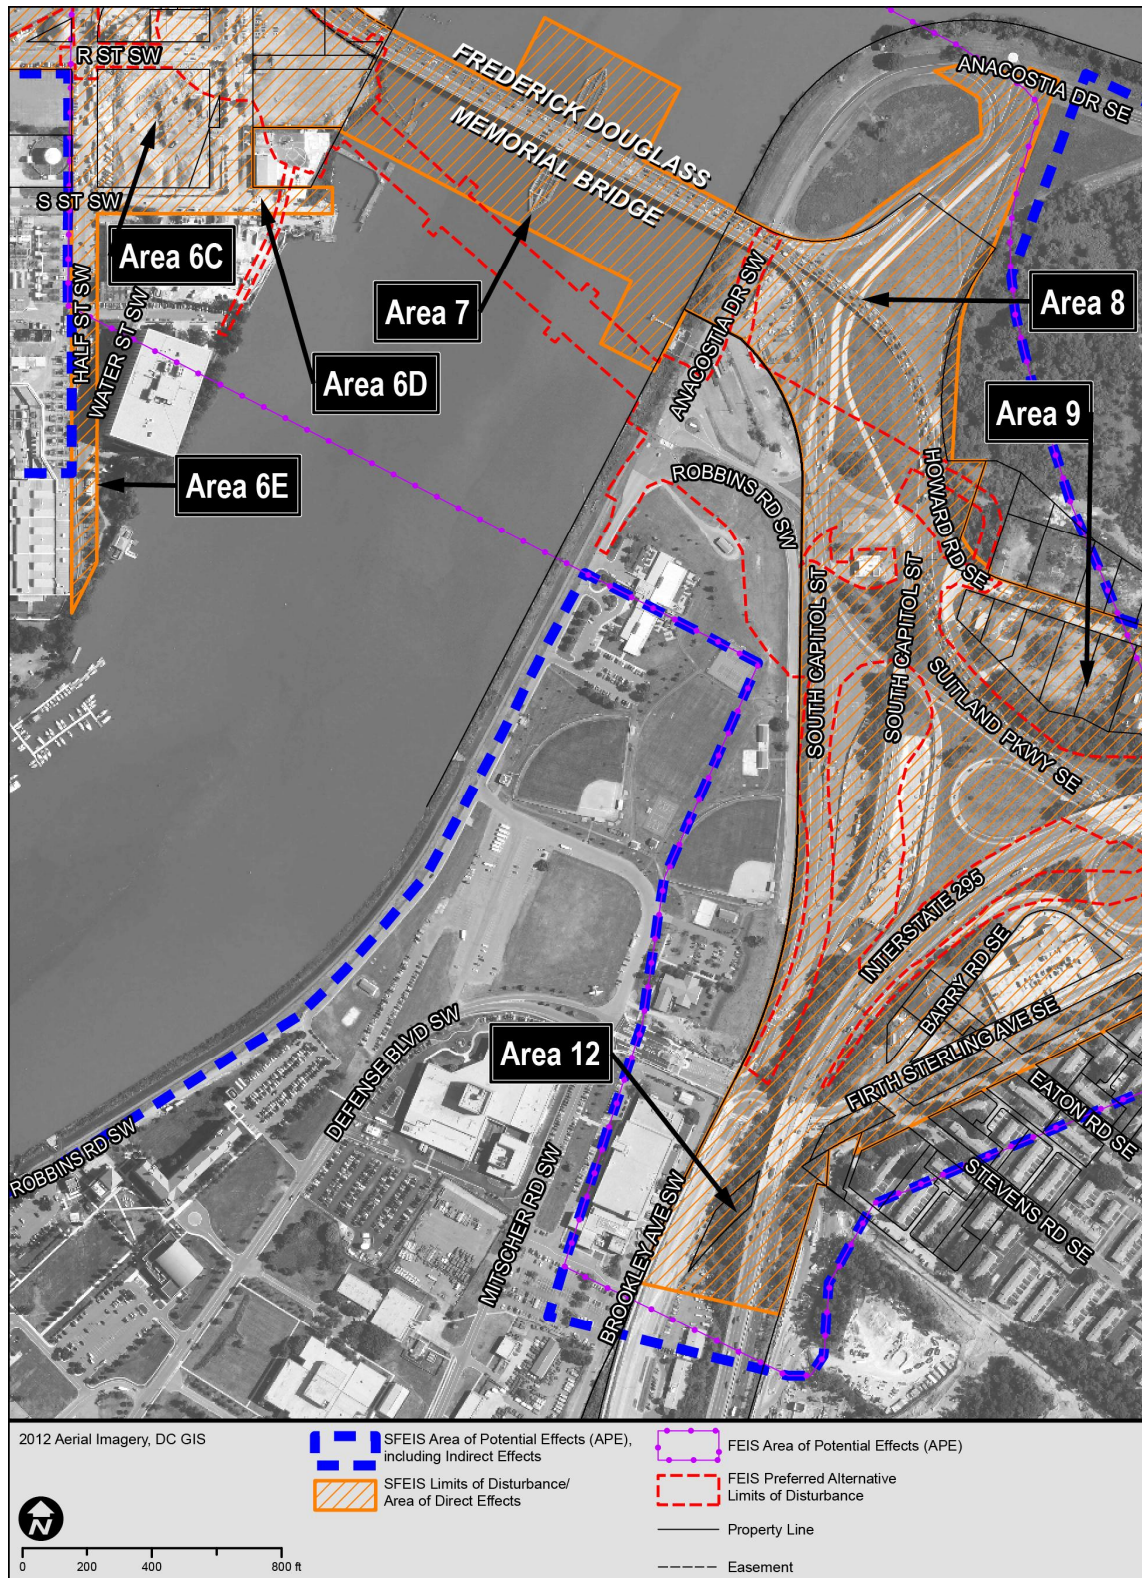 R ST SW
FREDERICK DOUGLASS
MEMORIAL BRIDGE
ANACOSTIA DR SE
S ST SW
Area 6C
HALF ST SW
WATER ST SW
Area 7
Area 6D
ANACOSTIA DR SW
Area 8
Area 9
Area 6E
ROBBINS RD SW
HOWARD RD SE
SOUTH CAPITOL ST
SOUTH CAPITOL ST
SUITLAND PKWY SE
INTERSTATE 295
BARRY RD SE
FIRTH STERLING AVE SE
EATON RD SE
STEVENS RD SE
Area 12
DEFENSE BLVD SW
ROBBINS RD SW
MITSCHER RD SW
BROOKLEY AVE SW
2012 Aerial Imagery, DC GIS
N
0 200 400 800 ft
SFEIS Area of Potential Effects (APE),
including Indirect Effects
SFEIS Limits of Disturbance/
Area of Direct Effects
FEIS Area of Potential Effects (APE)
FEIS Preferred Alternative
Limits of Disturbance
Property Line
Easement